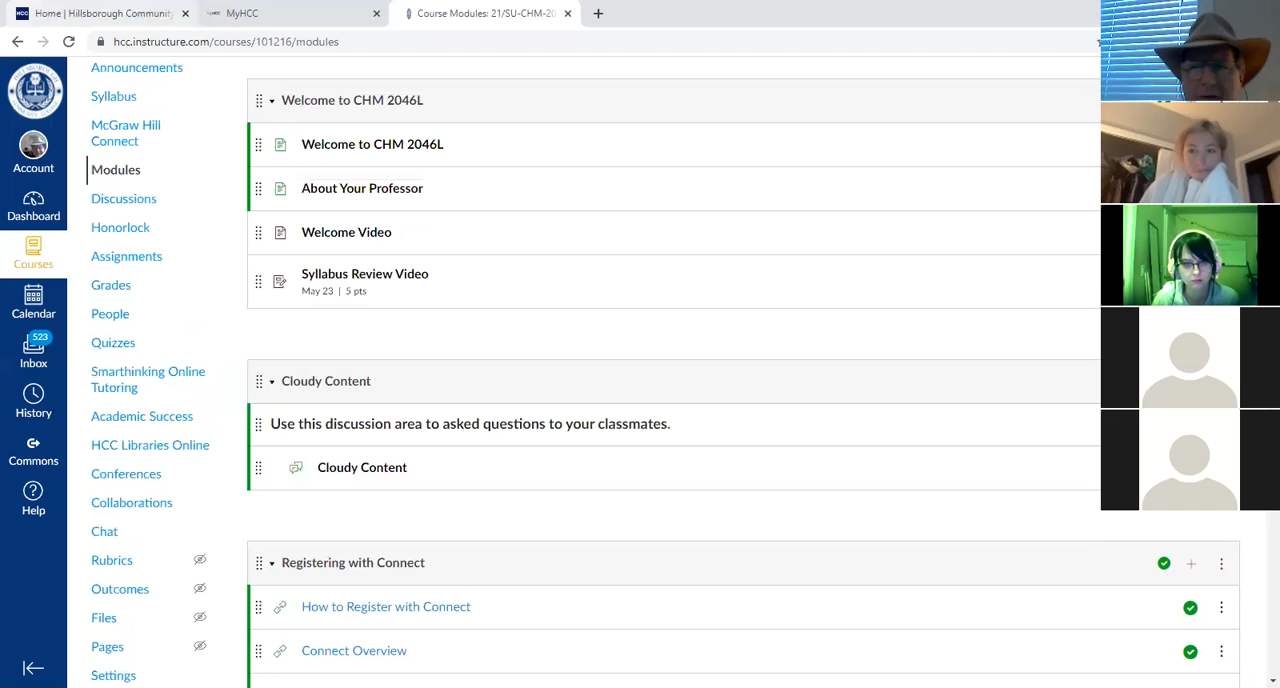 Home | Hillsborough Community
MyHCC
Course Modules: 21/SU-CHM-20
hcc.instructure.com/courses/101216/modules
Account
Dashboard
Courses
Calendar
523
Inbox
History
Commons
Help
Announcements
Syllabus
McGraw Hill
Connect
Modules
Discussions
Honorlock
Assignments
Grades
People
Quizzes
Smarthinking Online
Tutoring
Academic Success
HCC Libraries Online
Conferences
Collaborations
Chat
Rubrics
Outcomes
Files
Pages
Settings
Welcome to CHM 2046L
Welcome to CHM 2046L
About Your Professor
Welcome Video
Syllabus Review Video
May 23 | 5 pts
Cloudy Content
Use this discussion area to asked questions to your classmates.
Cloudy Content
Registering with Connect
How to Register with Connect
Connect Overview